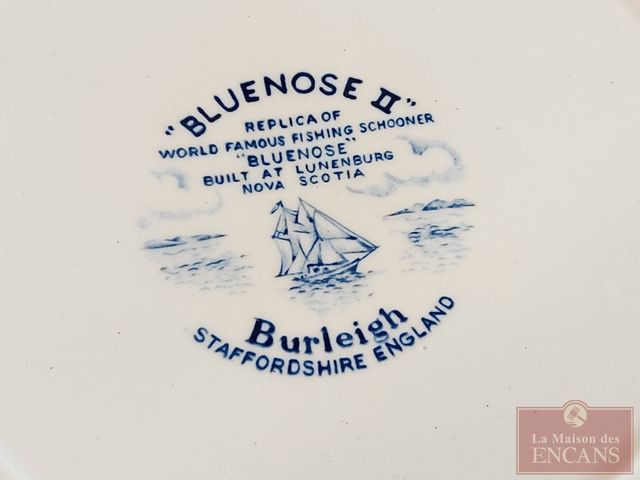 "BLUENOSE II"
REPLICA OF
WORLD FAMOUS FISHING SCHOONER
"BLUENOSE"
BUILT AT LUNENBURG
NOVA SCOTIA
Burleigh
STAFFORDSHIRE ENGLAND
La Maison des
ENCANS